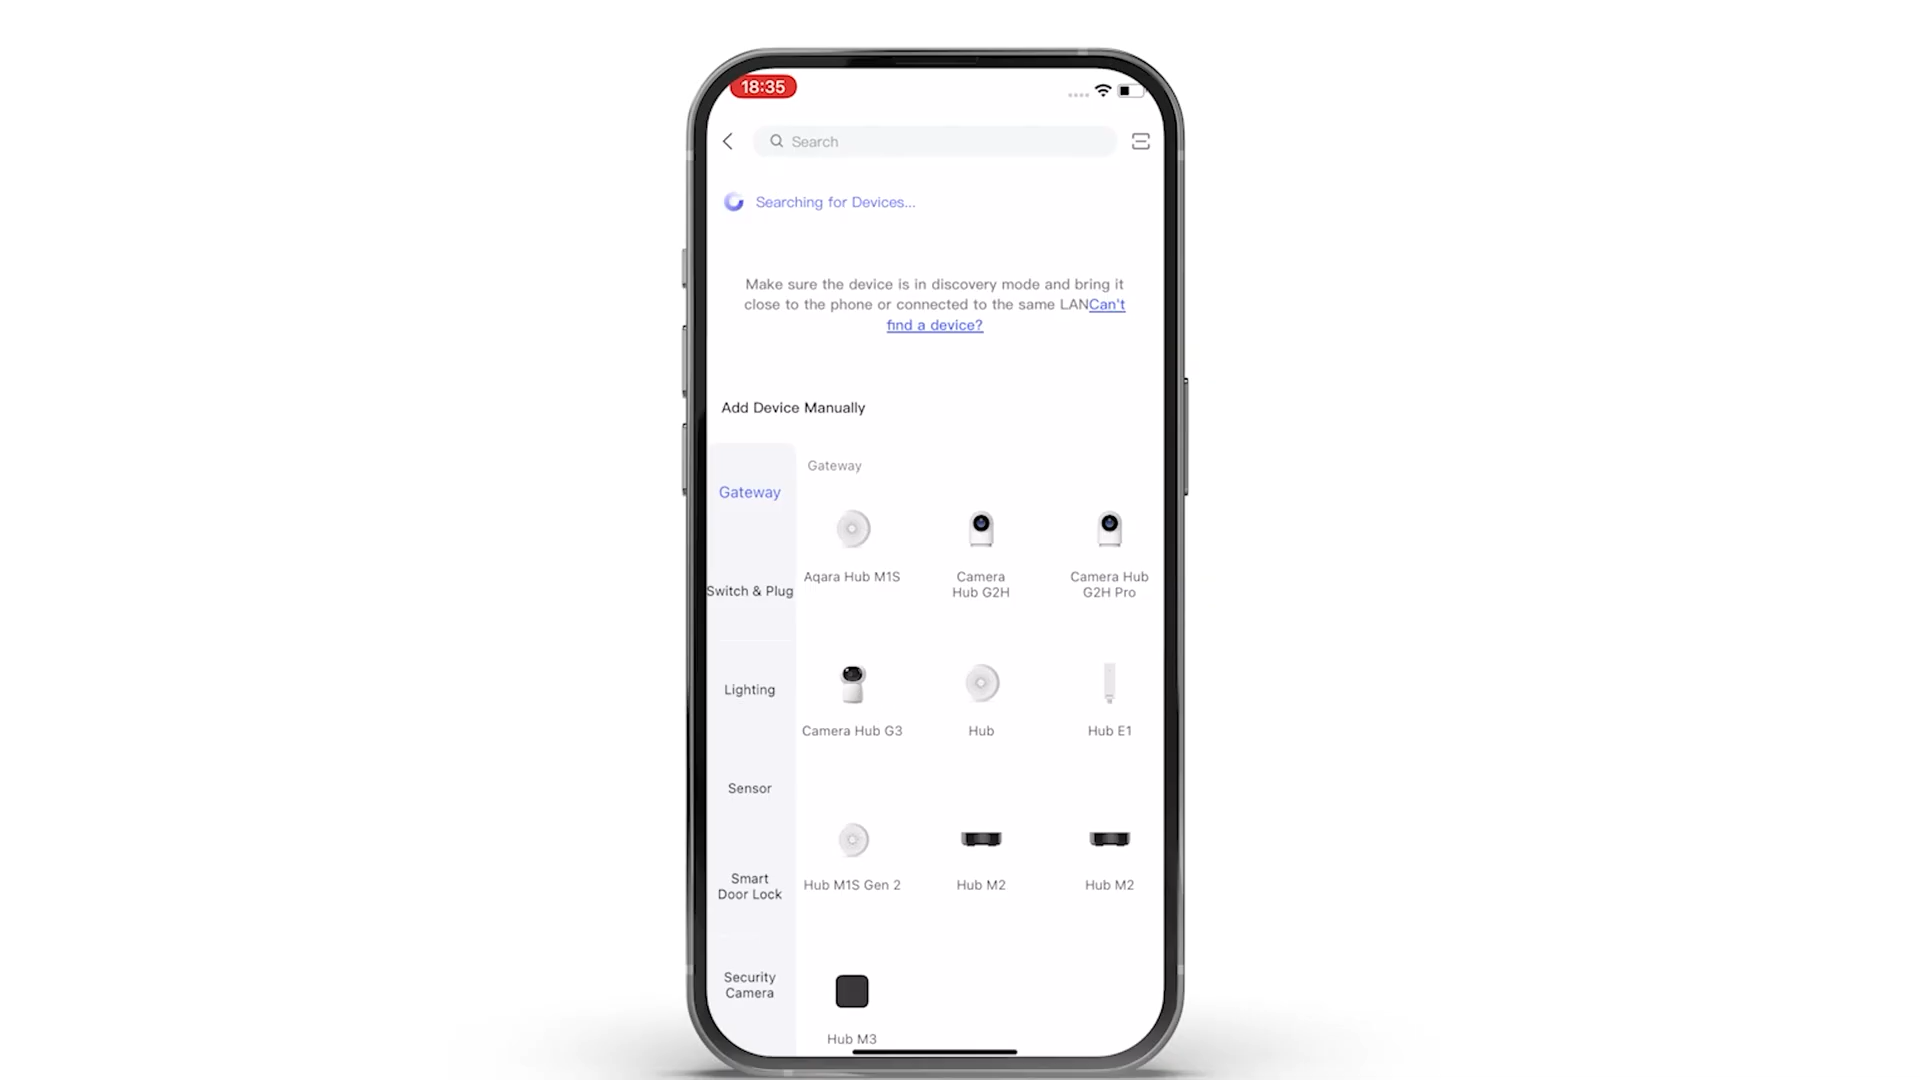 18:35
Search
Searching for Devices...
Make sure the device is in discovery mode and bring it
close to the phone or connected to the same LANCan't
find a device?
Add Device Manually
Gateway
Gateway
Aqara Hub M1S
Camera
Hub G2H
Camera Hub
G2H Pro
Switch & Plug
Lighting
Camera Hub G3
Hub
Hub E1
Sensor
Hub M1S Gen 2
Hub M2
Hub M2
Smart
Door Lock
Security
Camera
Hub M3